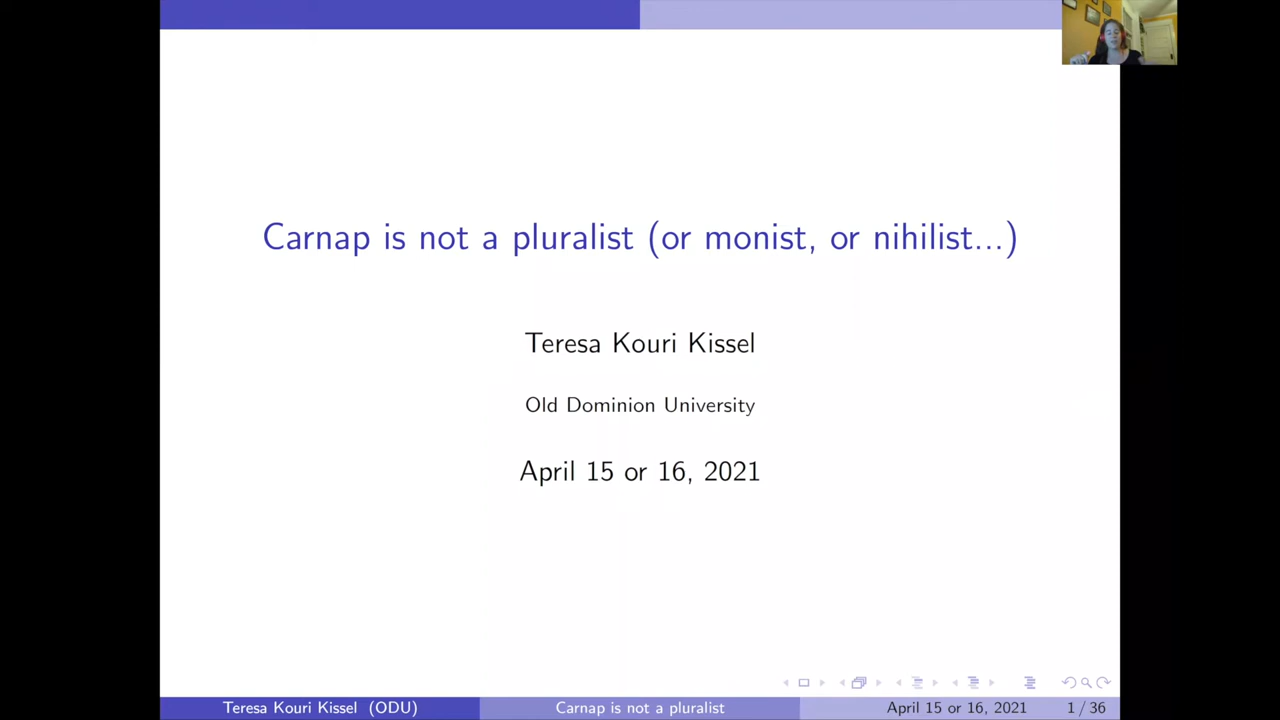 Carnap is not a pluralist (or monist, or nihilist...)
Teresa Kouri Kissel
Old Dominion University
April 15 or 16, 2021
Teresa Kouri Kissel (ODU)
Carnap is not a pluralist
April 15 or 16, 2021
1 / 36